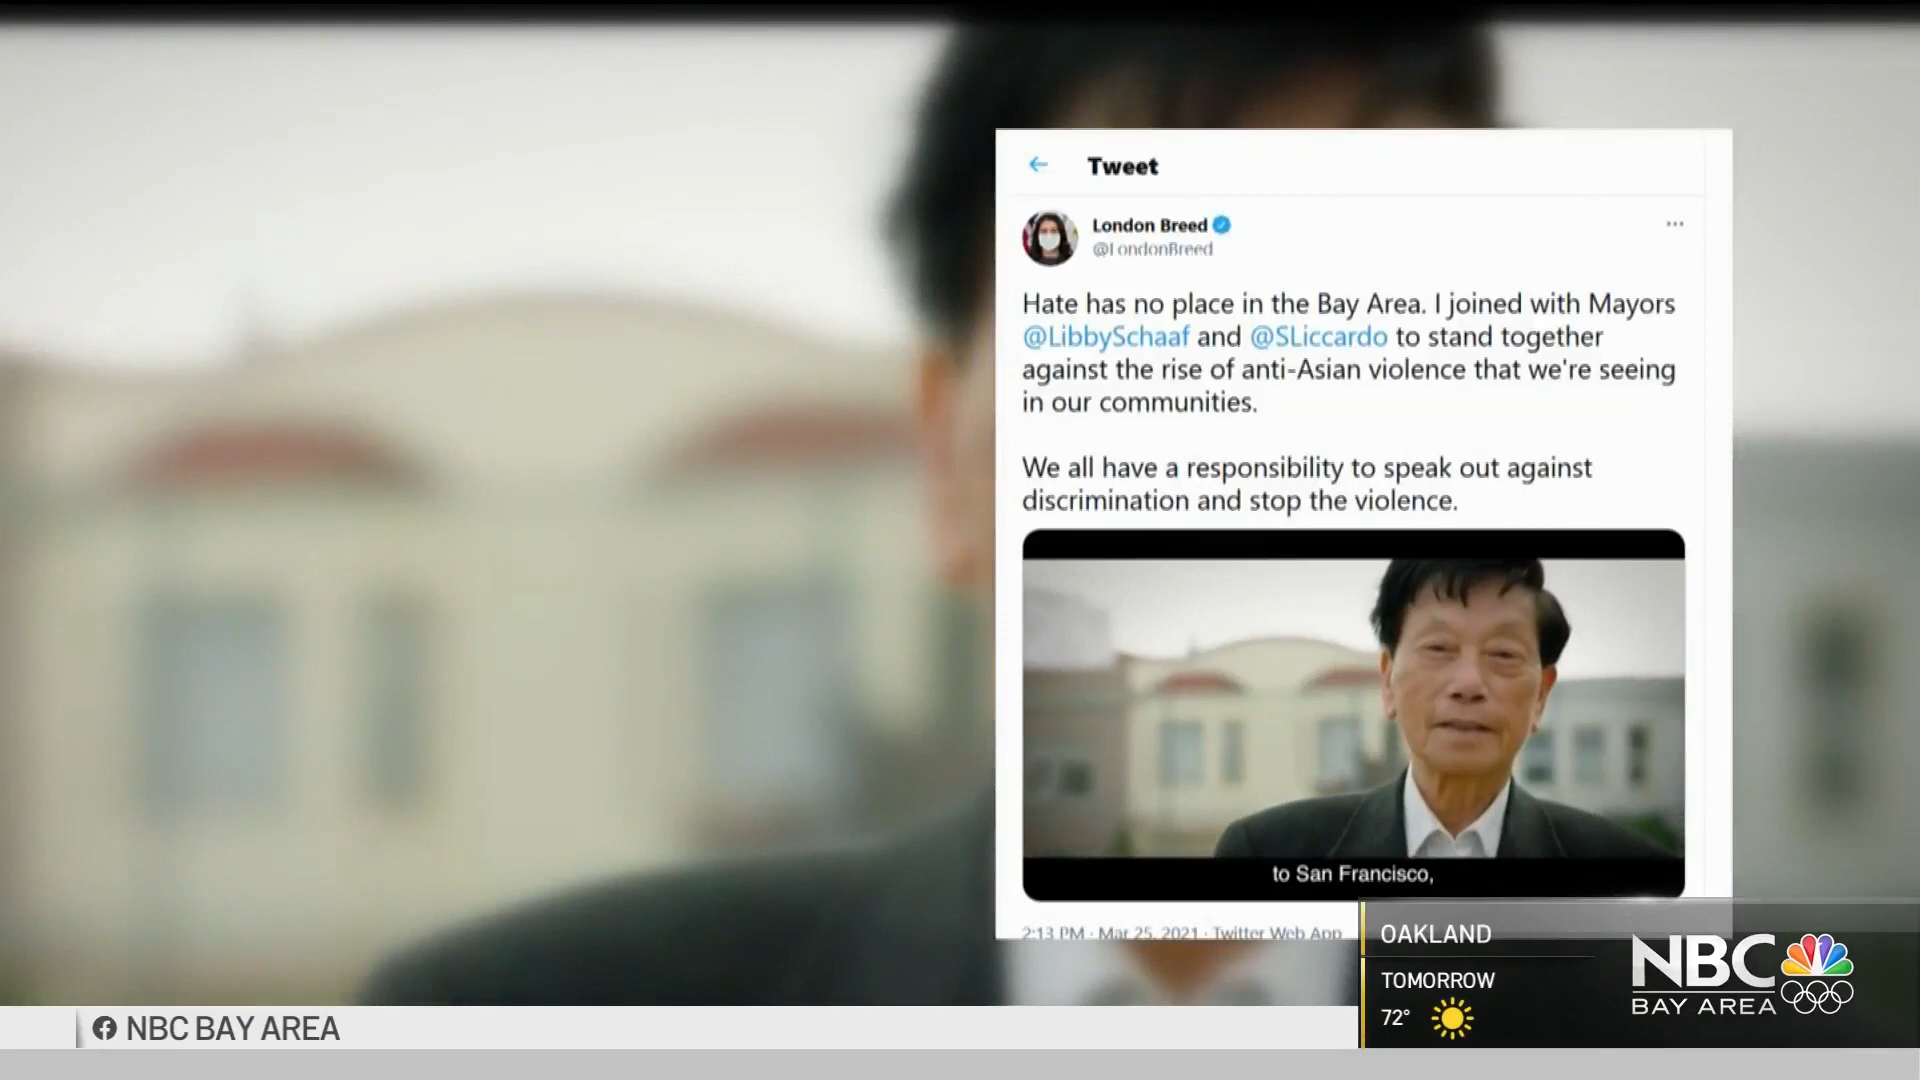 Tweet
London Breed
@LondonBreed
Hate has no place in the Bay Area. I joined with Mayors
@LibbySchaaf and @SLiccardo to stand together
against the rise of anti-Asian violence that we're seeing
in our communities.
We all have a responsibility to speak out against
discrimination and stop the violence.
to San Francisco,
2:13 PM · Mar 25, 2021 · Twitter Web App
OAKLAND
TOMORROW
72°
NBC
BAY AREA
NBC BAY AREA